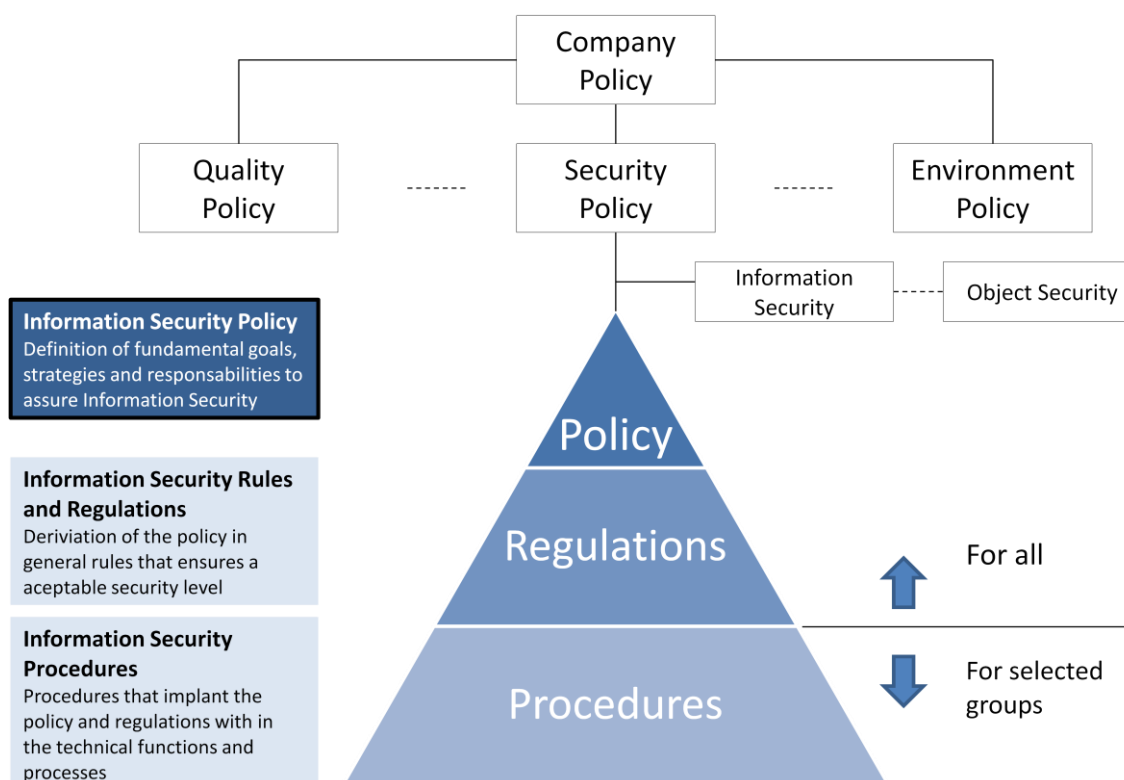 Company
Policy
Quality
Policy
Security
Policy
Environment
Policy
Information
Security
Object Security
Information Security Policy
Definition of fundamental goals,
strategies and responsabilities to
assure Information Security
Policy
Information Security Rules
and Regulations
Deriviation of the policy in
general rules that ensures a
aceptable security level
Regulations
For all
Information Security
Procedures
Procedures that implant the
policy and regulations with in
the technical functions and
processes
Procedures
For selected
groups